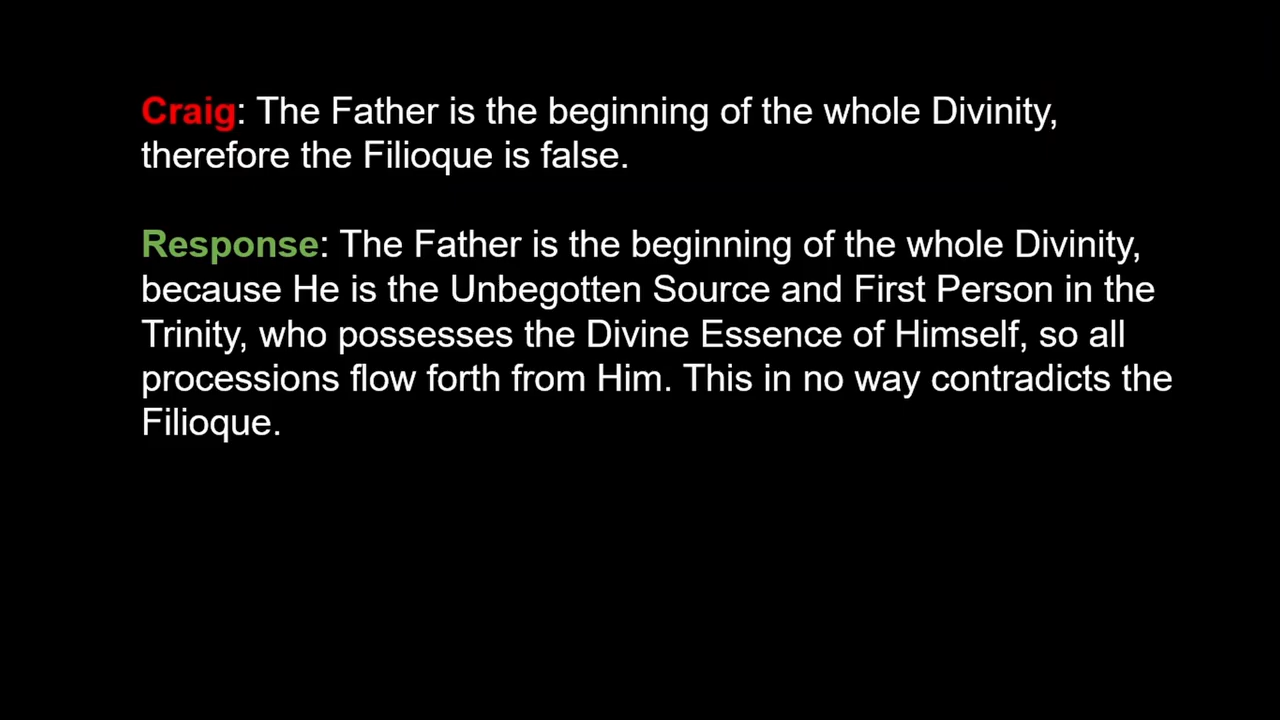 Craig: The Father is the beginning of the whole Divinity,
therefore the Filioque is false.
Response: The Father is the beginning of the whole Divinity,
because He is the Unbegotten Source and First Person in the
Trinity, who possesses the Divine Essence of Himself, so all
processions flow forth from Him. This in no way contradicts the
Filioque.